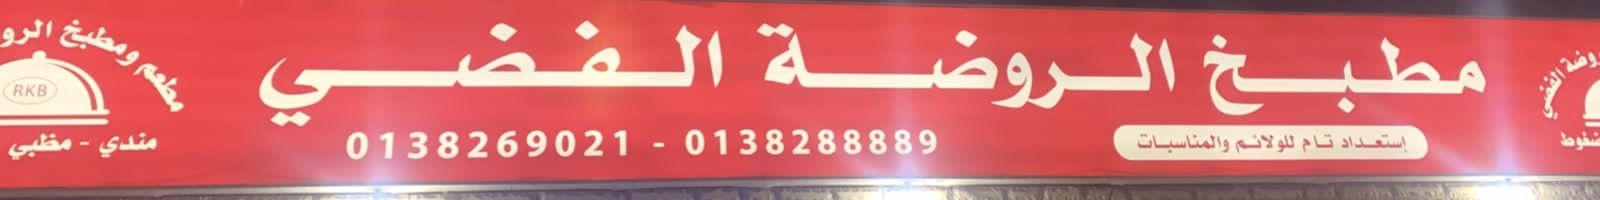 مطبخ الروضة الفضي
إستعداد تام للولائم والمناسبات
0138269021 - 0138288889
مطعم ومطبخ
RKB
مندي - مظبي